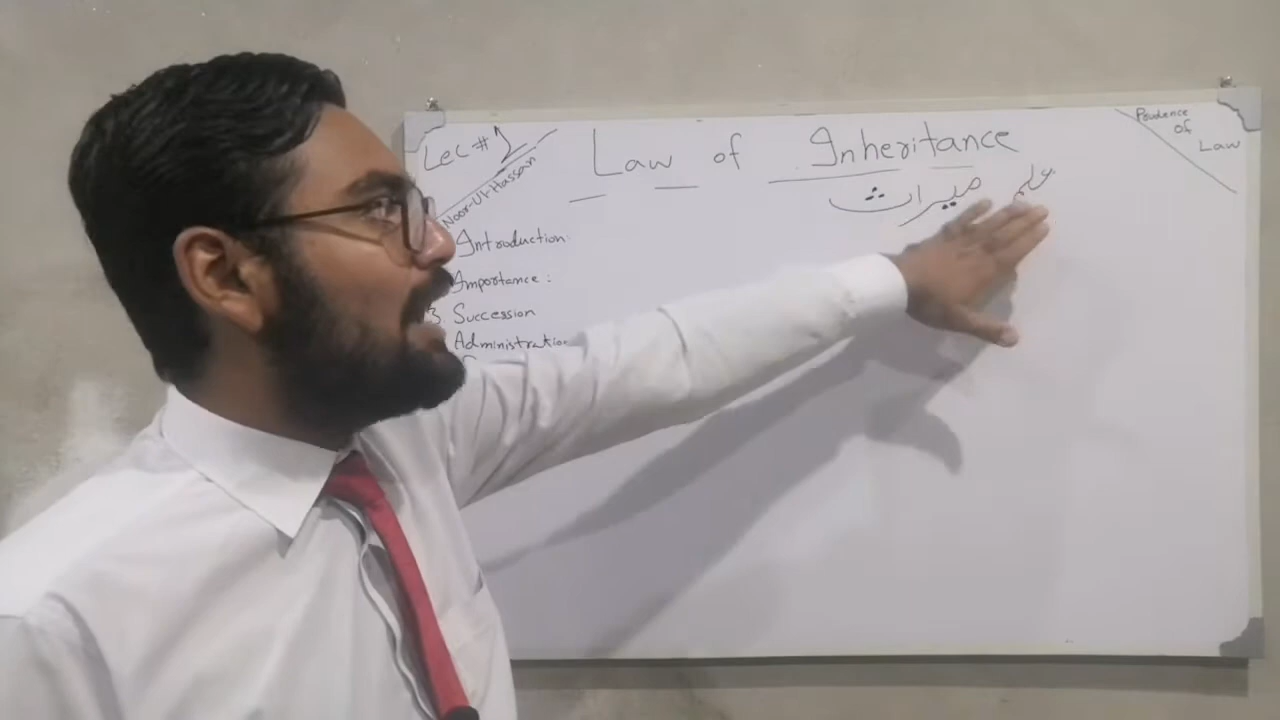 Lec # 1
Noor-Ul-Hassan
Law of Inheritance
علم میراث
Prudence
of
Law
Introduction
Importance :
3. Succession
Administration